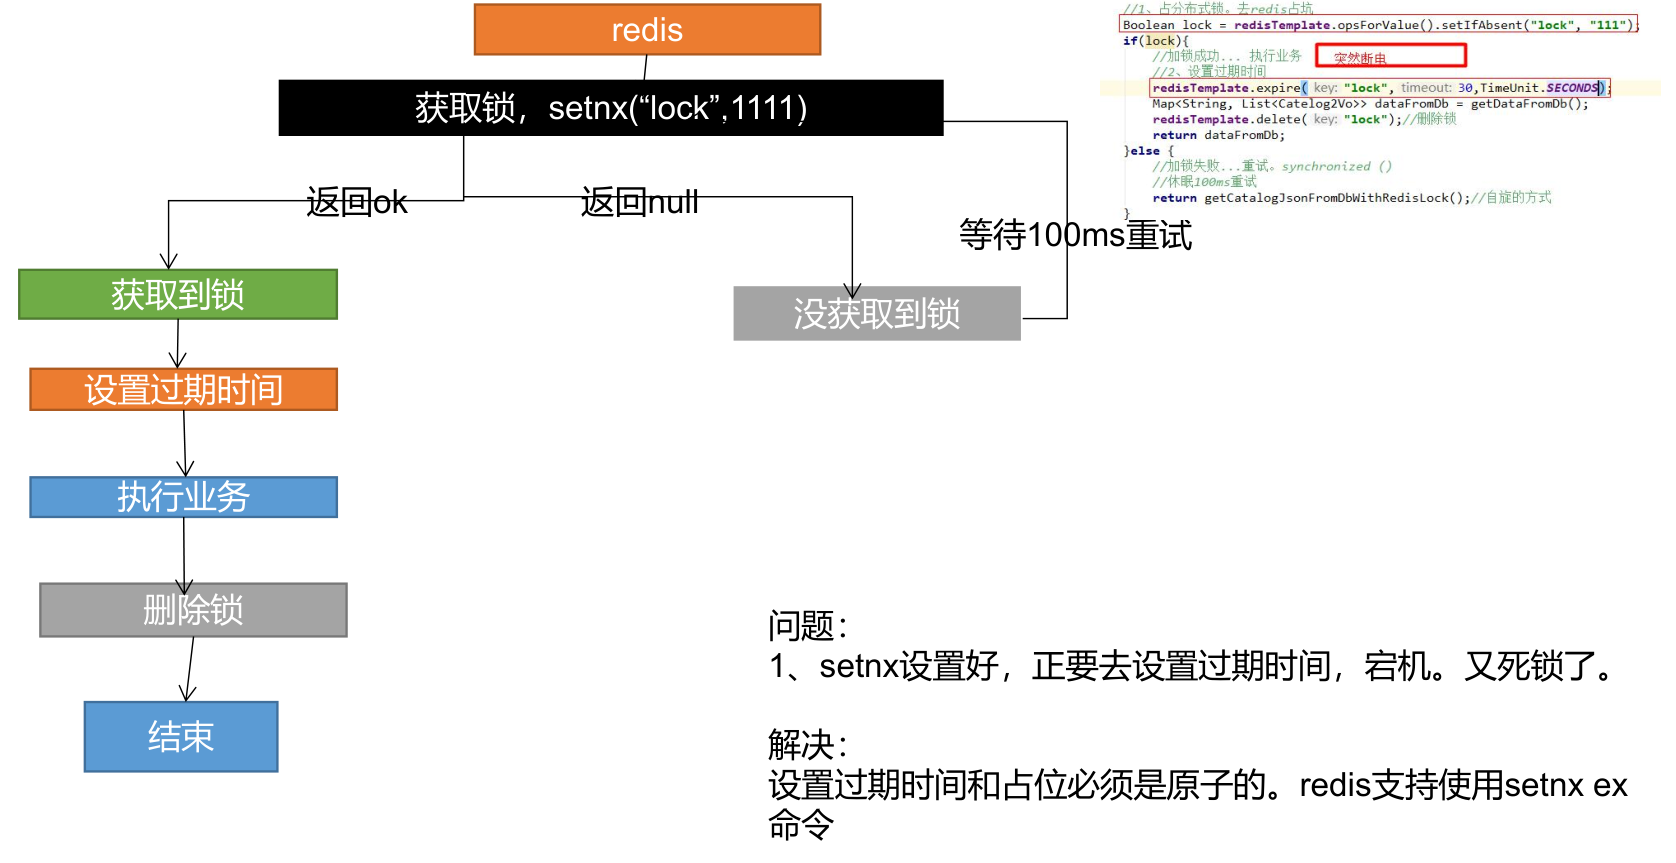 redis
获取锁，setnx(“lock”,1111)
返回ok
返回null
等待100ms重试
获取到锁
没获取到锁
设置过期时间
执行业务
删除锁
结束
//1、占分布式锁。去redis占坑
Boolean lock = redisTemplate.opsForValue().setIfAbsent("lock", "111");
if(lock){
//加锁成功... 执行业务
突然断电
//2、设置过期时间
redisTemplate.expire( key: "lock", timeout: 30,TimeUnit.SECONDS);
Map<String, List<Catelog2Vo>> dataFromDb = getDataFromDb();
redisTemplate.delete( key: "lock");//删除锁
return dataFromDb;
}else {
//加锁失败...重试。synchronized ()
//休眠100ms重试
return getCatalogJsonFromDbWithRedisLock();//自旋的方式
}
问题：
1、setnx设置好，正要去设置过期时间，宕机。又死锁了。
解决：
设置过期时间和占位必须是原子的。redis支持使用setnx ex
命令